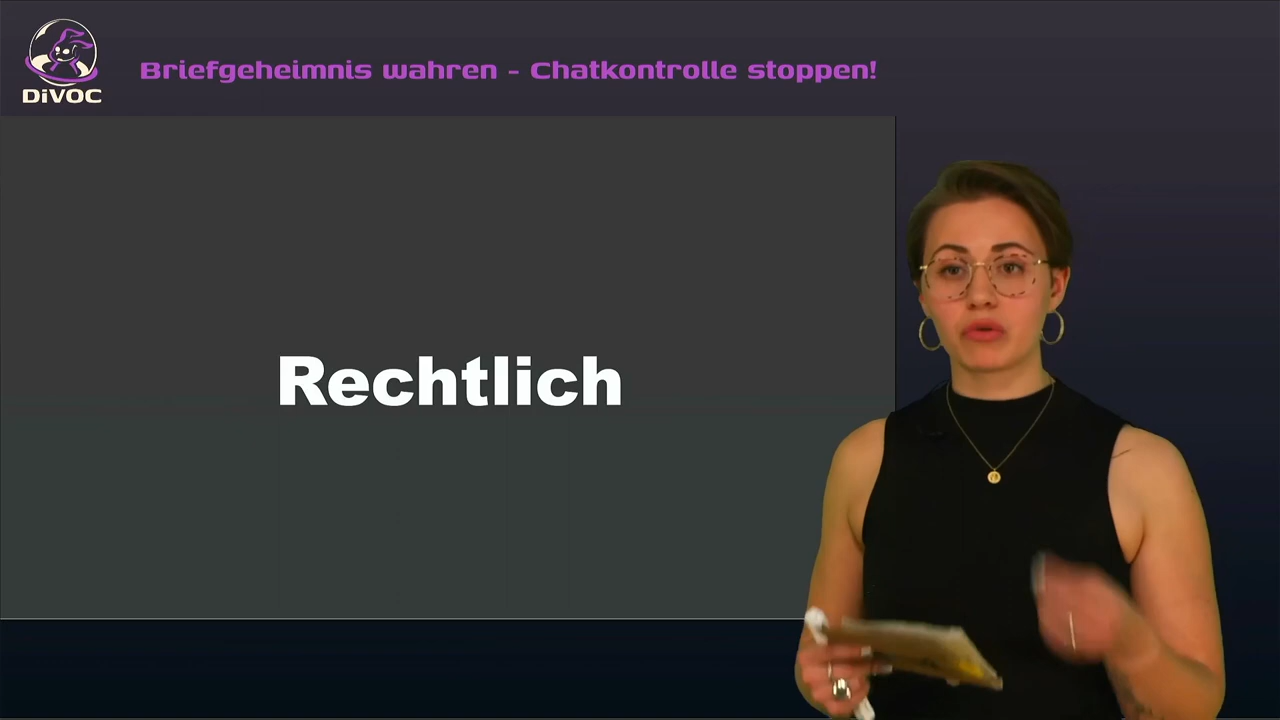 Briefgeheimnis wahren - Chatkontrolle stoppen!
DiVOC
Rechtlich